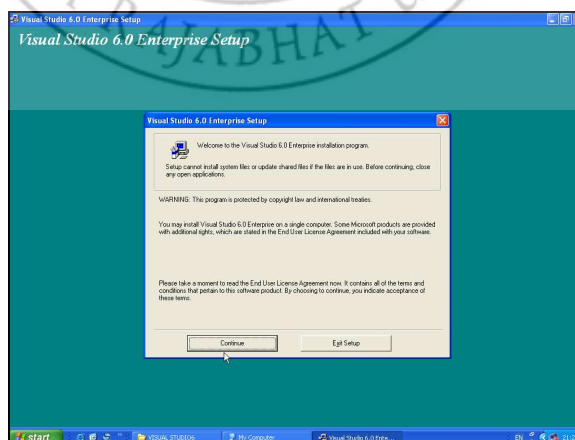 Visual Studio 6.0 Enterprise Setup
Visual Studio 6.0 Enterprise Setup
RAJABHAT
Visual Studio 6.0 Enterprise Setup
Welcome to the Visual Studio 6.0 Enterprise installation program.
Setup cannot install system files or update shared files if the files are in use. Before continuing, close
any open applications.
WARNING: This program is protected by copyright law and international treaties.
You may install Visual Studio 6.0 Enterprise on a single computer. Some Microsoft products are provided
with additional rights, which are stated in the End User License Agreement included with your software.
Please take a moment to read the End User License Agreement now. It contains all of the terms and
conditions that pertain to this software product. By choosing to continue, you indicate acceptance of
these terms.
Continue
Exit Setup
start
VISUAL STUDIO6
My Computer
Visual Studio 6.0 Ente...
EN